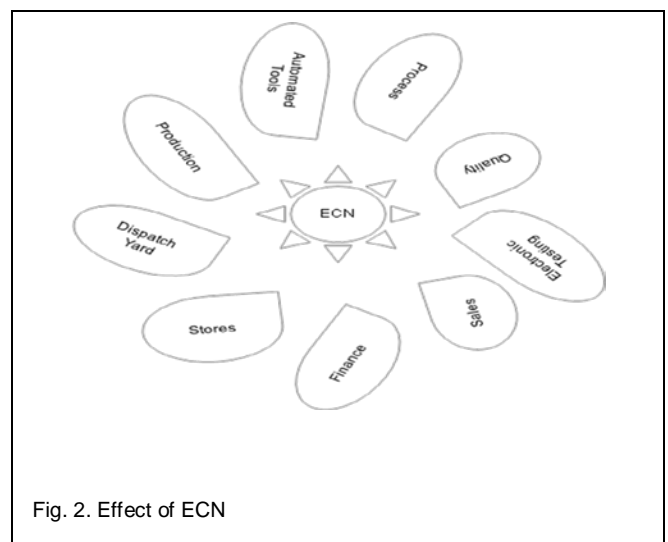 Automated
Tools
Process
Production
Quality
ECN
Dispatch
Yard
Electronic
Testing
Stores
Sales
Finance
Fig. 2. Effect of ECN